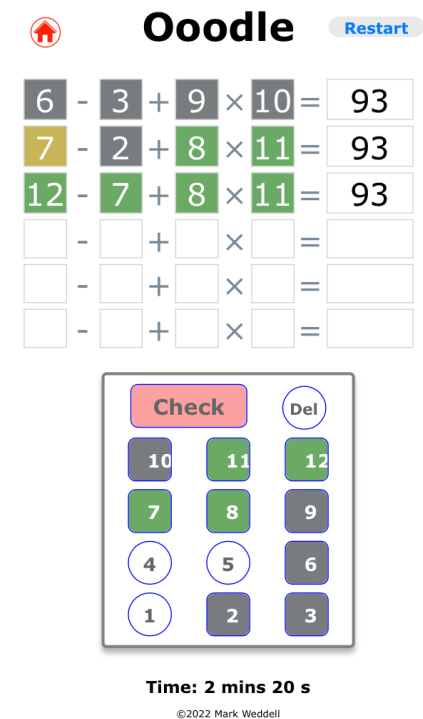 Ooodle
Restart
6 - 3 + 9 × 10 = 93
7 - 2 + 8 × 11 = 93
12 - 7 + 8 × 11 = 93
- + × =
- + × =
- + × =
Check Del
10 11 12
7 8 9
4 5 6
1 2 3
Time: 2 mins 20 s
©2022 Mark Weddell